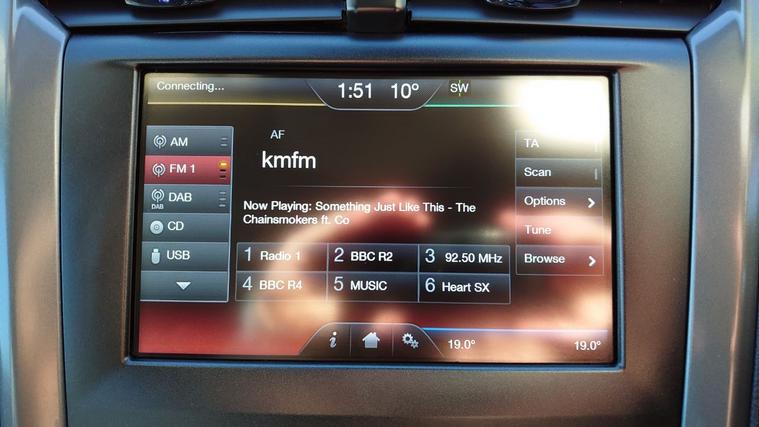 Connecting...
1:51 10° SW
AM
FM 1
DAB
DAB
CD
USB
AF
kmfm
Now Playing: Something Just Like This - The
Chainsmokers ft. Co
1 Radio 1
2 BBC R2
3 92.50 MHz
4 BBC R4
5 MUSIC
6 Heart SX
TA
Scan
Options
Tune
Browse
i
19.0° 19.0°